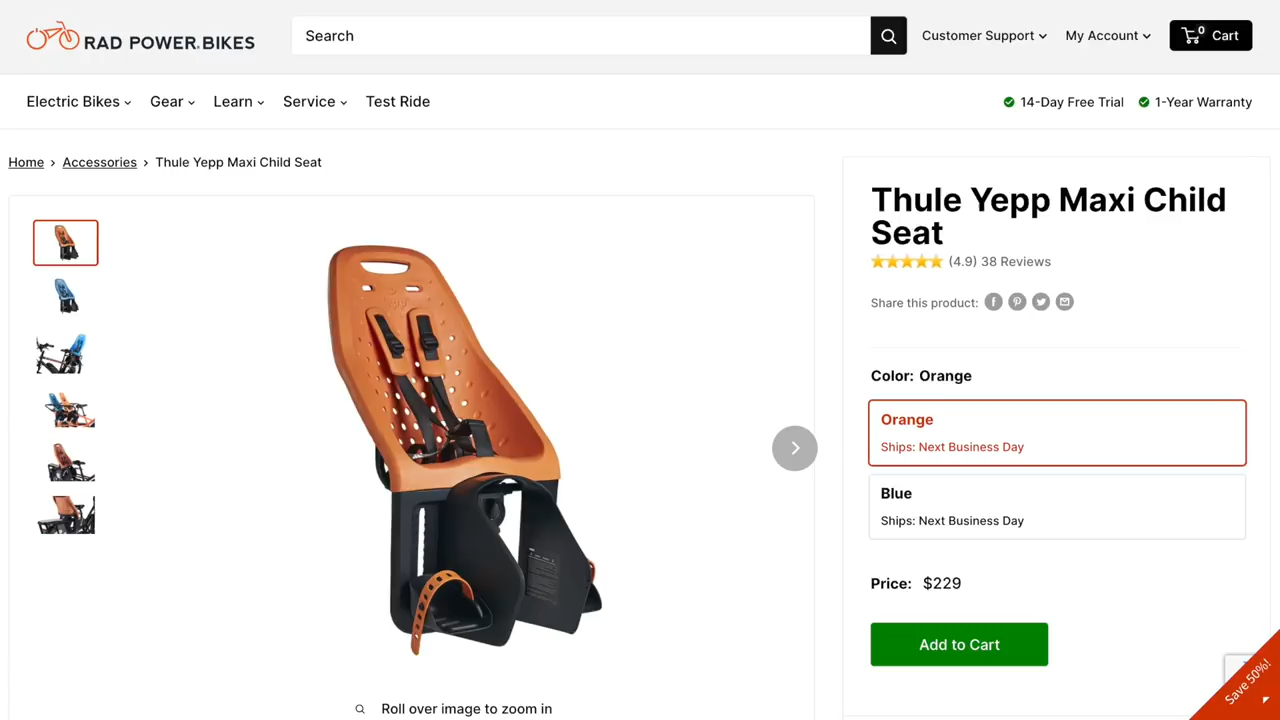 RAD POWER BIKES
Search
Customer Support
My Account
0
Cart
Electric Bikes
Gear
Learn
Service
Test Ride
14-Day Free Trial
1-Year Warranty
Home › Accessories › Thule Yepp Maxi Child Seat
Thule Yepp Maxi Child
Seat
(4.9) 38 Reviews
Share this product:
Color: Orange
Orange
Ships: Next Business Day
Blue
Ships: Next Business Day
Price: $229
Add to Cart
Save 50%!
Roll over image to zoom in